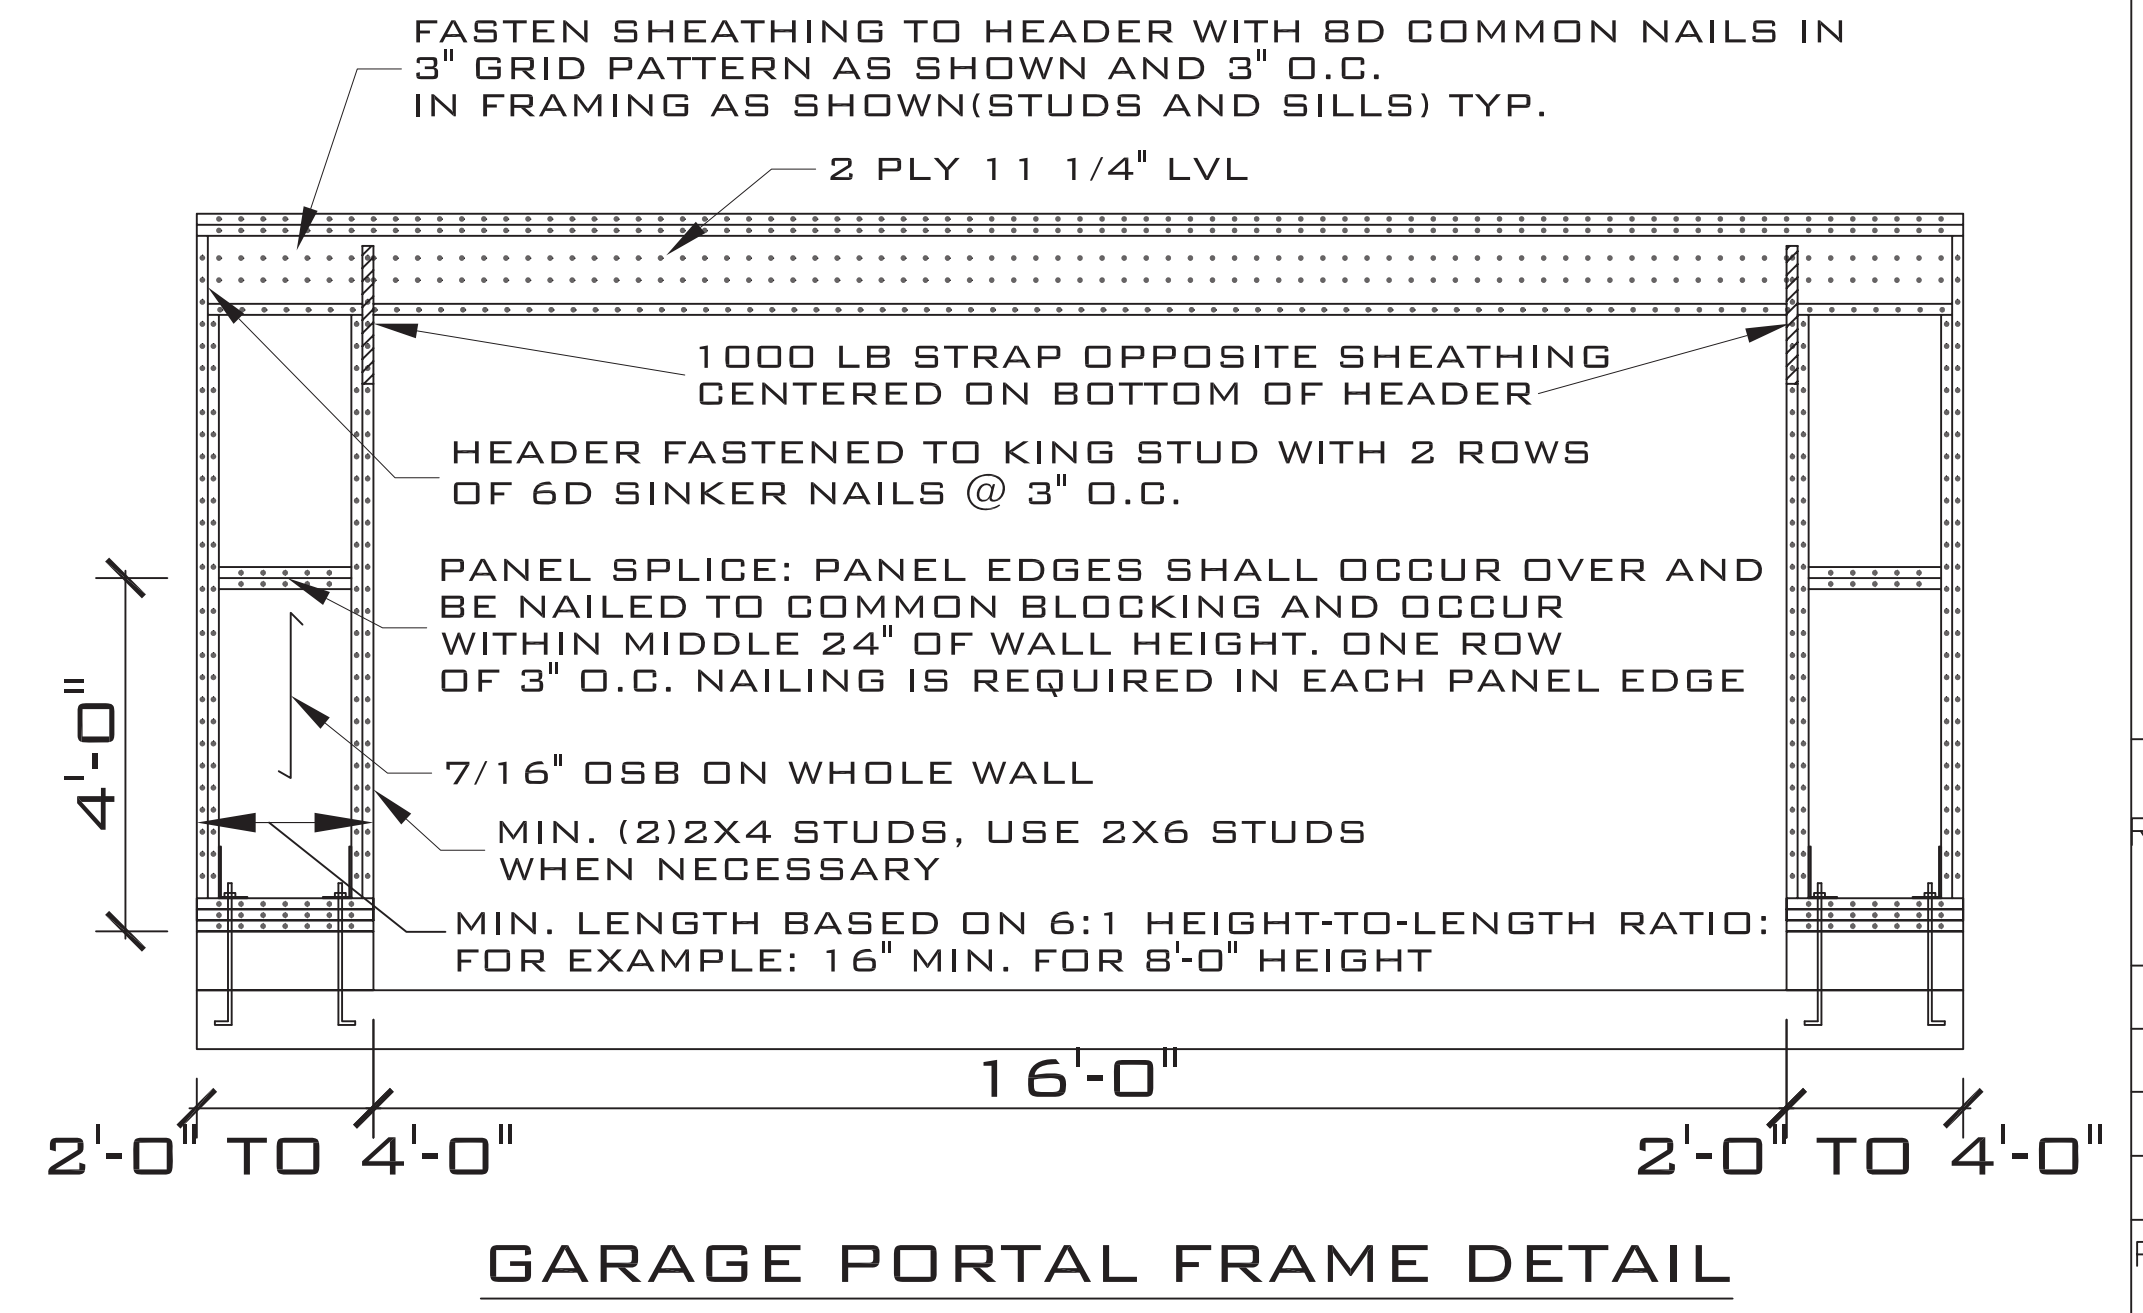 FASTEN SHEATHING TO HEADER WITH 8D COMMON NAILS IN
3" GRID PATTERN AS SHOWN AND 3" O.C.
IN FRAMING AS SHOWN(STUDS AND SILLS) TYP.
2 PLY 11 1/4" LVL
1000 LB STRAP OPPOSITE SHEATHING
CENTERED ON BOTTOM OF HEADER
HEADER FASTENED TO KING STUD WITH 2 ROWS
OF 6D SINKER NAILS @ 3" O.C.
PANEL SPLICE: PANEL EDGES SHALL OCCUR OVER AND
BE NAILED TO COMMON BLOCKING AND OCCUR
WITHIN MIDDLE 24" OF WALL HEIGHT. ONE ROW
OF 3" O.C. NAILING IS REQUIRED IN EACH PANEL EDGE
4'-0"
7/16" OSB ON WHOLE WALL
MIN. (2)2X4 STUDS, USE 2X6 STUDS
WHEN NECESSARY
MIN. LENGTH BASED ON 6:1 HEIGHT-TO-LENGTH RATIO:
FOR EXAMPLE: 16" MIN. FOR 8'-0" HEIGHT
16'-0"
2'-0" TO 4'-0"
2'-0" TO 4'-0"
GARAGE PORTAL FRAME DETAIL